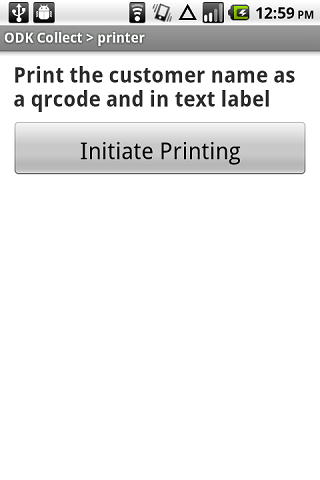 12:59 PM
ODK Collect > printer
Print the customer name as
a qrcode and in text label
Initiate Printing